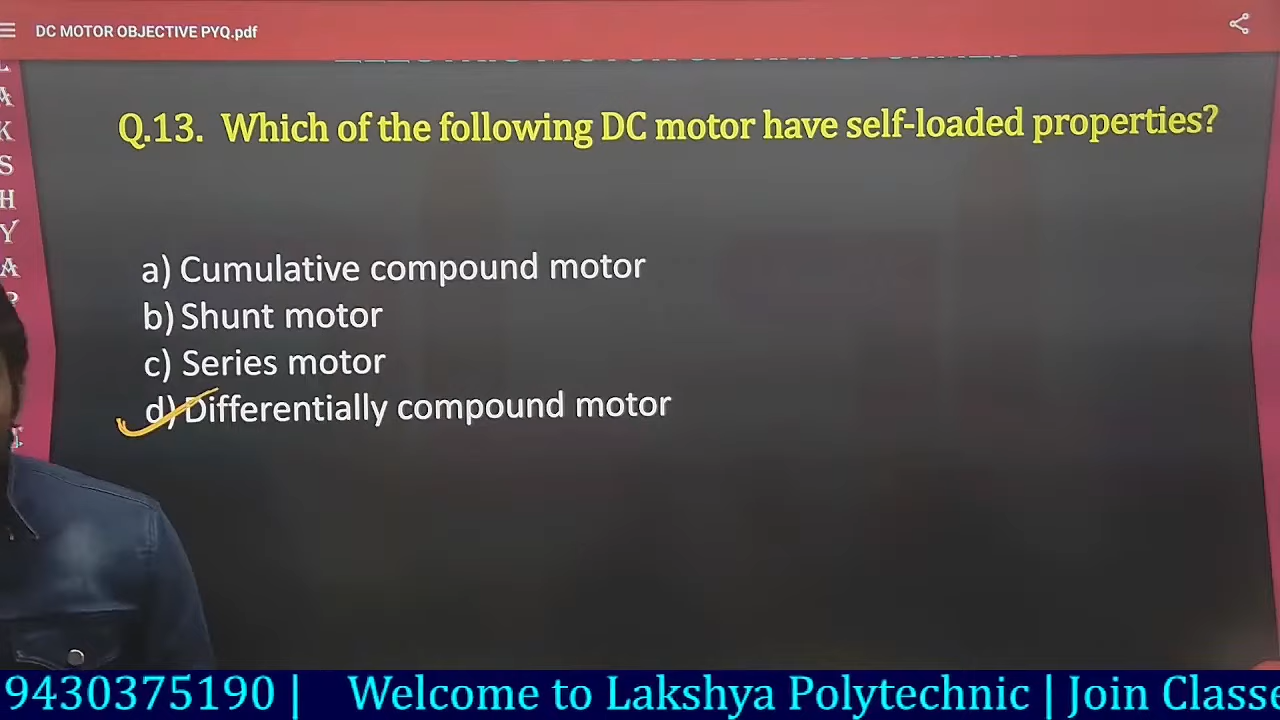 DC MOTOR OBJECTIVE PYQ.pdf
Q.13. Which of the following DC motor have self-loaded properties?
a) Cumulative compound motor
b) Shunt motor
c) Series motor
d) Differentially compound motor
9430375190 | Welcome to Lakshya Polytechnic | Join Classe